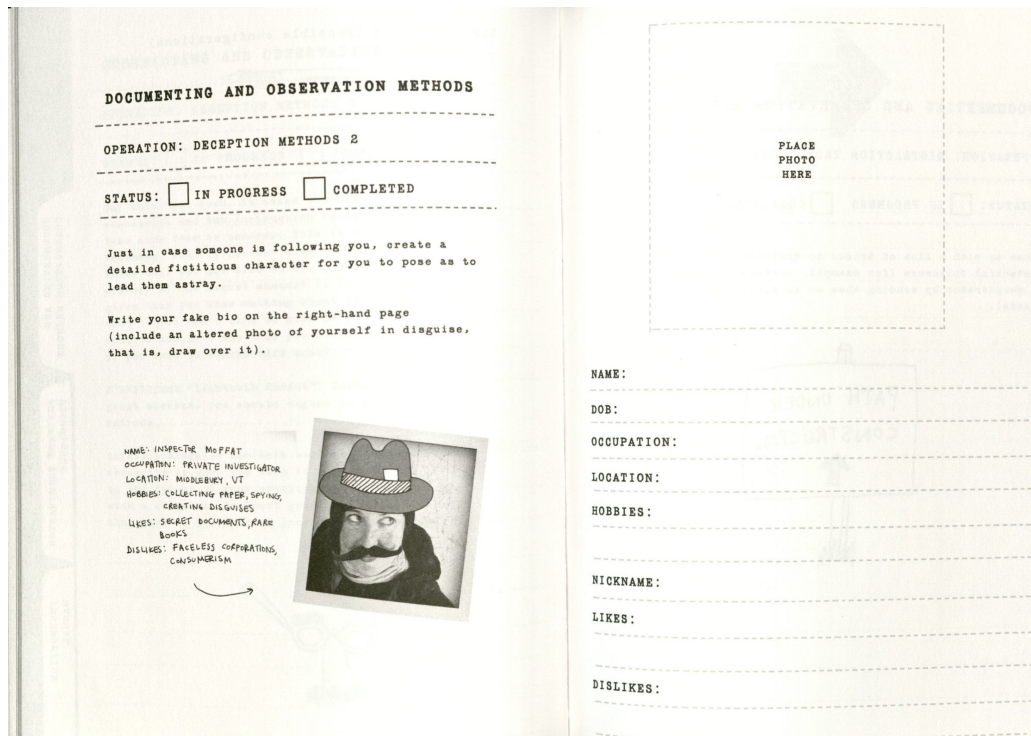 DOCUMENTING AND OBSERVATION METHODS
OPERATION: DECEPTION METHODS 2
STATUS: IN PROGRESS COMPLETED
Just in case someone is following you, create a
detailed fictitious character for you to pose as to
lead them astray.
Write your fake bio on the right-hand page
(include an altered photo of yourself in disguise,
that is, draw over it).
NAME: INSPECTOR MOFFAT
OCCUPATION: PRIVATE INVESTIGATOR
LOCATION: MIDDLEBURY, VT
HOBBIES: COLLECTING PAPER, SPYING,
CREATING DISGUISES
LIKES: SECRET DOCUMENTS, RARE
BOOKS
DISLIKES: FACELESS CORPORATIONS,
CONSUMERISM
PLACE
PHOTO
HERE
NAME:
DOB:
OCCUPATION:
LOCATION:
HOBBIES:
NICKNAME:
LIKES:
DISLIKES: